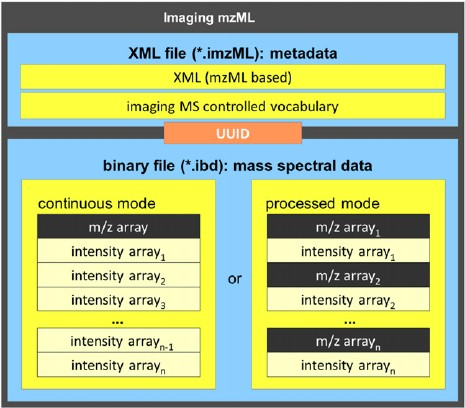 Imaging mzML
XML file (*.imzML): metadata
XML (mzML based)
imaging MS controlled vocabulary
UUID
binary file (*.ibd): mass spectral data
continuous mode
m/z array
intensity array₁
intensity array₂
intensity array₃
...
intensity arrayₙ₋₁
intensity arrayₙ
or
processed mode
m/z array₁
intensity array₁
m/z array₂
intensity array₂
...
m/z arrayₙ
intensity arrayₙ